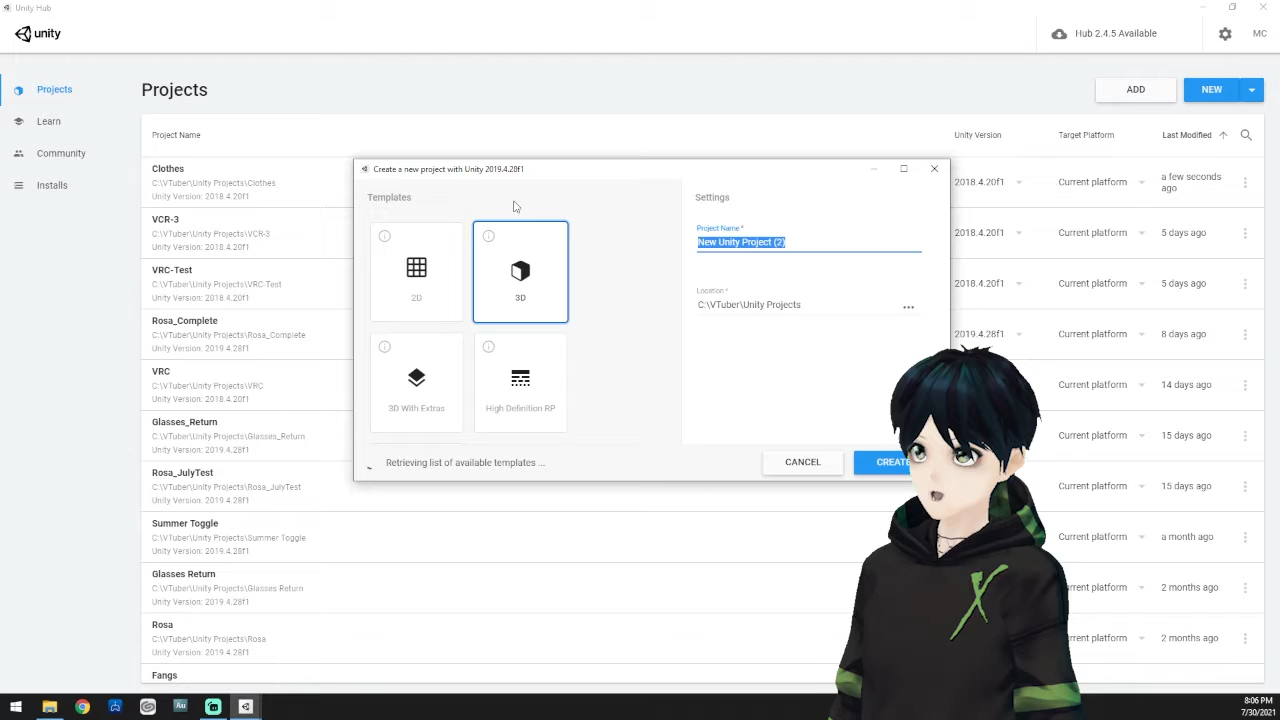 Unity Hub
unity
Hub 2.4.5 Available
MC
Projects
Learn
Community
Installs
Projects
ADD
NEW
Project Name
Unity Version
Target Platform
Last Modified
Clothes
C:\VTuber\Unity Projects\Clothes
Unity Version: 2018.4.20f1
2018.4.20f1
Current platform
a few seconds
ago
VCR-3
C:\VTuber\Unity Projects\VCR-3
Unity Version: 2018.4.20f1
2018.4.20f1
Current platform
5 days ago
VRC-Test
C:\VTuber\Unity Projects\VRC-Test
Unity Version: 2018.4.20f1
2018.4.20f1
Current platform
5 days ago
Rosa_Complete
C:\VTuber\Unity Projects\Rosa_Complete
Unity Version: 2019.4.28f1
2019.4.28f1
Current platform
8 days ago
VRC
C:\VTuber\Unity Projects\VRC
Unity Version: 2018.4.20f1
Current platform
14 days ago
Glasses_Return
C:\VTuber\Unity Projects\Glasses_Return
Unity Version: 2019.4.28f1
Current platform
15 days ago
Rosa_JulyTest
C:\VTuber\Unity Projects\Rosa_JulyTest
Unity Version: 2019.4.28f1
Current platform
15 days ago
Summer Toggle
C:\VTuber\Unity Projects\Summer Toggle
Unity Version: 2019.4.28f1
Current platform
a month ago
Glasses Return
C:\VTuber\Unity Projects\Glasses Return
Unity Version: 2019.4.28f1
Current platform
2 months ago
Rosa
C:\VTuber\Unity Projects\Rosa
Unity Version: 2019.4.28f1
Current platform
2 months ago
Fangs
Create a new project with Unity 2019.4.28f1
Templates
2D
3D
3D With Extras
High Definition RP
Settings
Project Name *
New Unity Project (2)
Location *
C:\VTuber\Unity Projects
Retrieving list of available templates ...
CANCEL
CREATE
X
Au
8:06 PM
7/30/2021